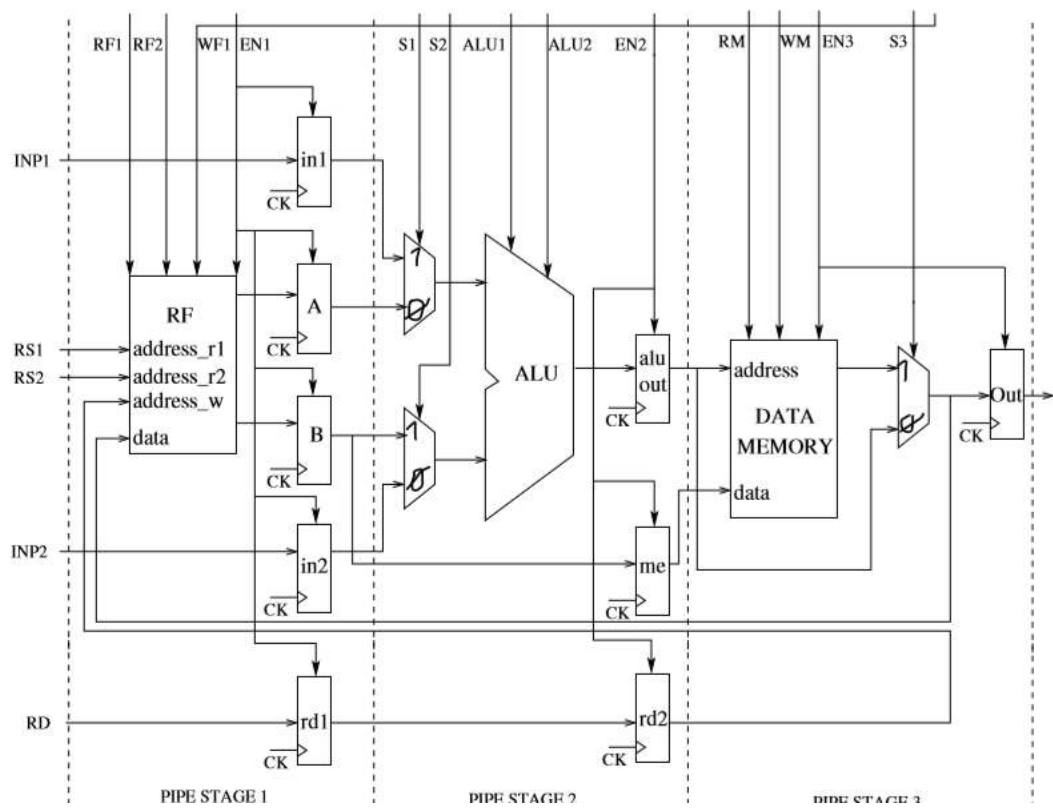 RF1 RF2 WF1 EN1 S1 S2 ALU1 ALU2 EN2 RM WM EN3 S3
INP1
in1
CK
RF
A
CK
RS1
address_r1
RS2
address_r2
address_w
data
B
CK
INP2
in2
CK
RD
rd1
CK
1
0
1
0
ALU
alu
out
CK
me
CK
rd2
CK
address
DATA
MEMORY
data
1
0
Out
CK
PIPE STAGE 1
PIPE STAGE 2
PIPE STAGE 3